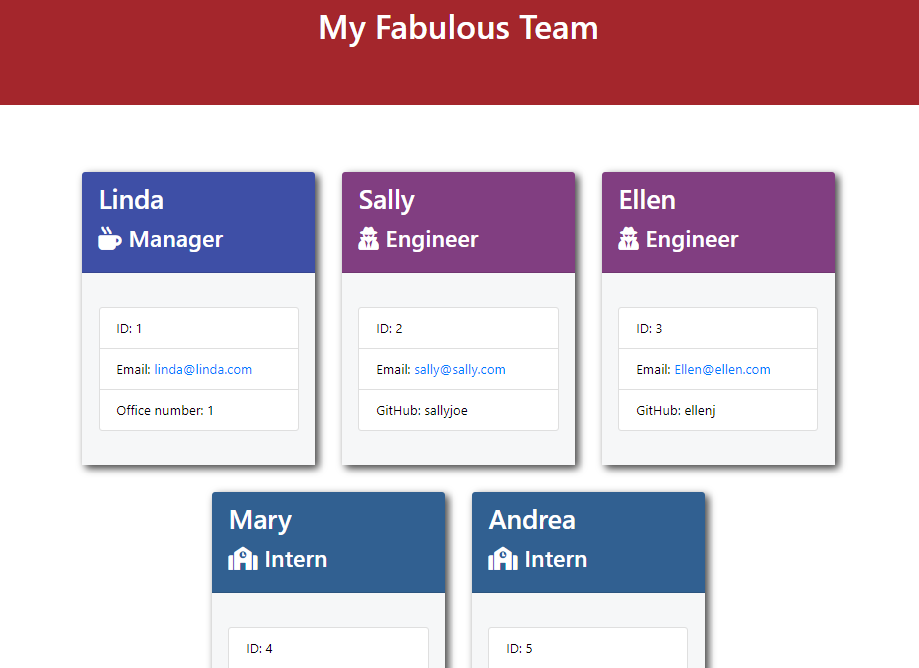 My Fabulous Team
Linda
Manager
ID: 1
Email: linda@linda.com
Office number: 1
Sally
Engineer
ID: 2
Email: sally@sally.com
GitHub: sallyjoe
Ellen
Engineer
ID: 3
Email: Ellen@ellen.com
GitHub: ellenj
Mary
Intern
ID: 4
Andrea
Intern
ID: 5